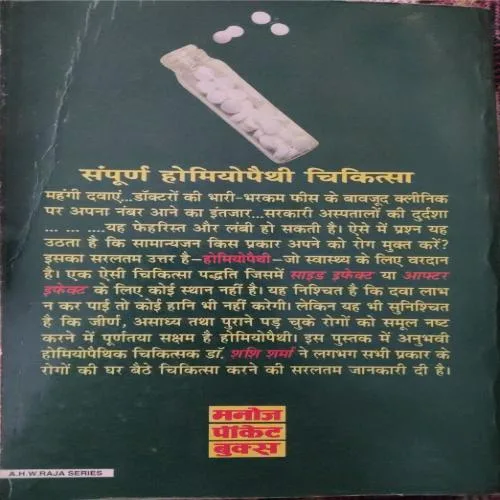 संपूर्ण होमियोपैथी चिकित्सा
महंगी दवाएं...डॉक्टरों की भारी-भरकम फीस के बावजूद क्लीनिक
पर अपना नंबर आने का इंतजार...सरकारी अस्पतालों की दुर्दशा
... ... ....यह फेहरिस्त और लंबी हो सकती है। ऐसे में प्रश्न यह
उठता है कि सामान्यजन किस प्रकार अपने को रोग मुक्त करें?
इसका सरलतम उत्तर है–होमियोपैथी–जो स्वास्थ्य के लिए वरदान
है। एक ऐसी चिकित्सा पद्धति जिसमें साइड इफेक्ट या आफ्टर
इफेक्ट के लिए कोई स्थान नहीं है। यह निश्चित है कि दवा लाभ
न कर पाई तो कोई हानि भी नहीं करेगी। लेकिन यह भी सुनिश्चित
है कि जीर्ण, असाध्य तथा पुराने पड़ चुके रोगों को समूल नष्ट
करने में पूर्णतया सक्षम है होमियोपैथी। इस पुस्तक में अनुभवी
होमियोपैथिक चिकित्सक डॉ. शशि शर्मा ने लगभग सभी प्रकार के
रोगों की घर बैठे चिकित्सा करने की सरलतम जानकारी दी है।
मनोज
पॉकेट
बुक्स
A.H.W.RAJA SERIES